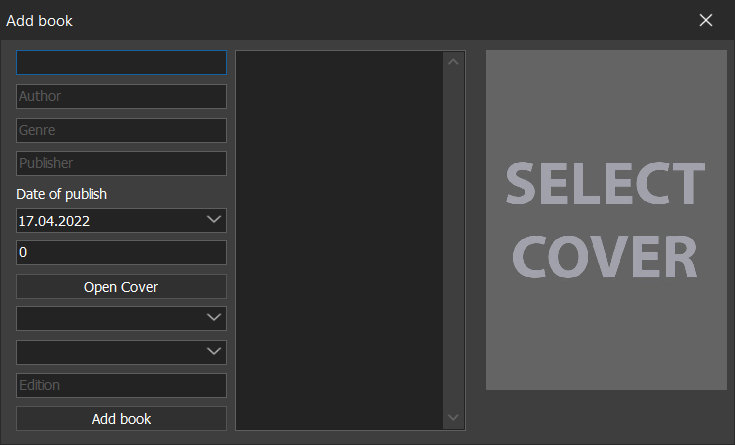 Add book
Author
Genre
Publisher
Date of publish
17.04.2022
0
Open Cover
Edition
Add book
SELECT
COVER